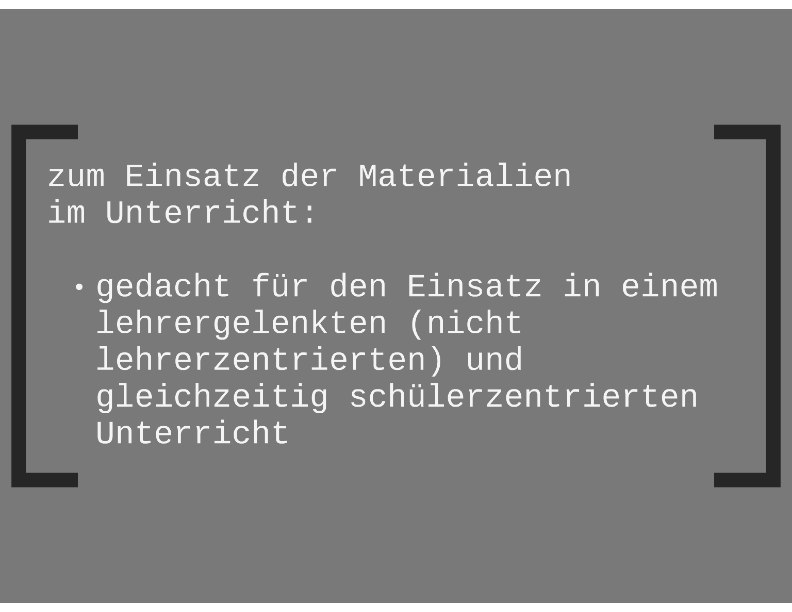 zum Einsatz der Materialien
im Unterricht:
• gedacht für den Einsatz in einem
lehrergelenkten (nicht
lehrerzentrierten) und
gleichzeitig schülerzentrierten
Unterricht